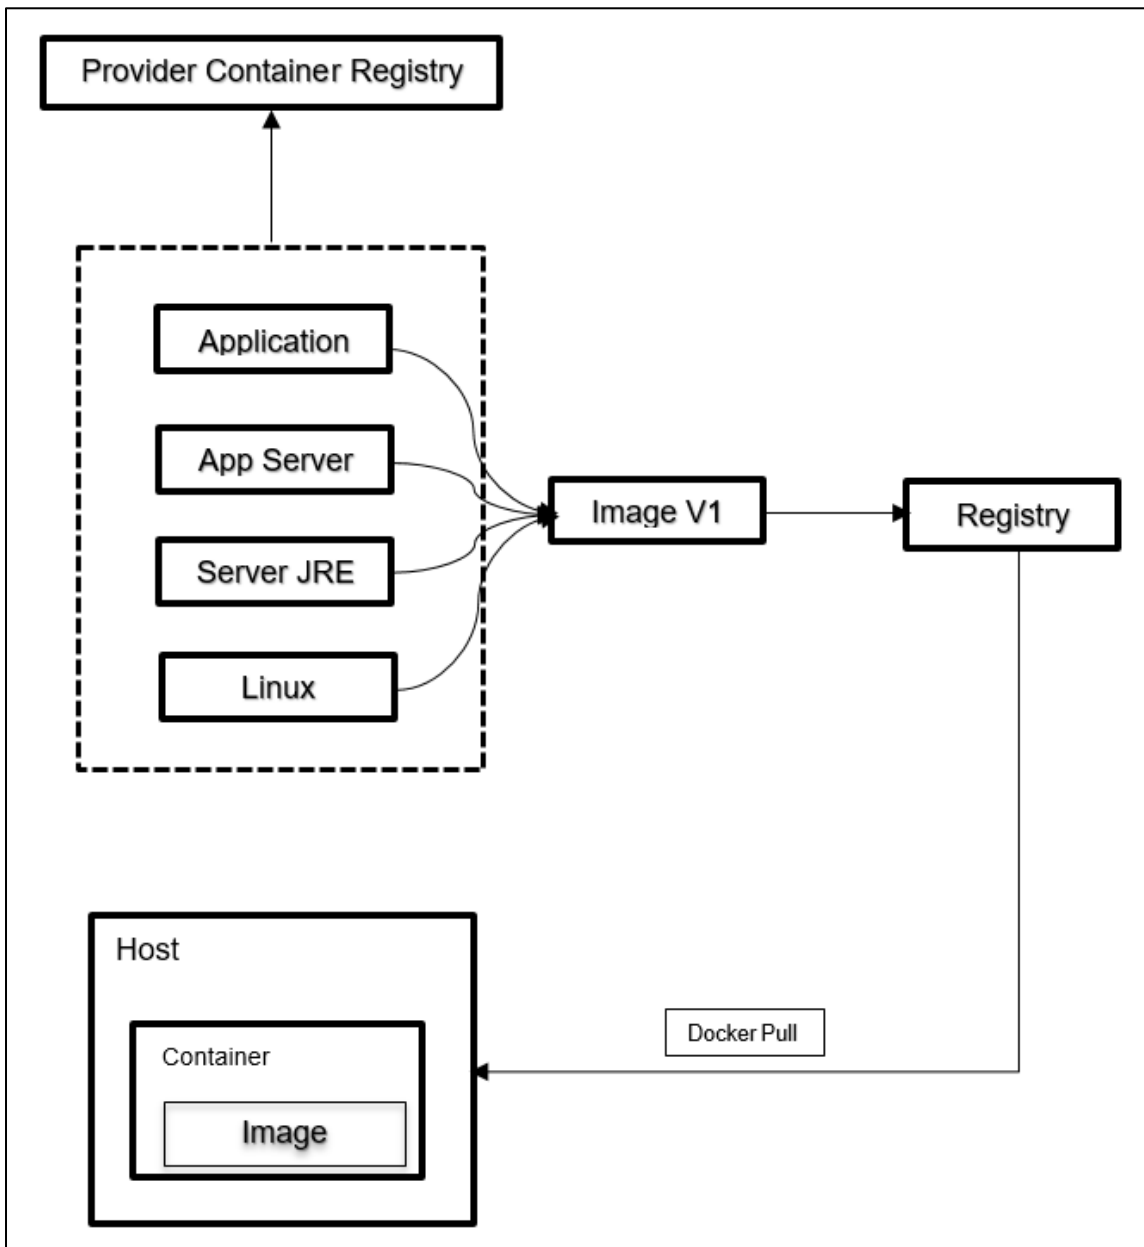 Provider Container Registry
Application
App Server
Server JRE
Linux
Image V1
Registry
Host
Container
Image
Docker Pull